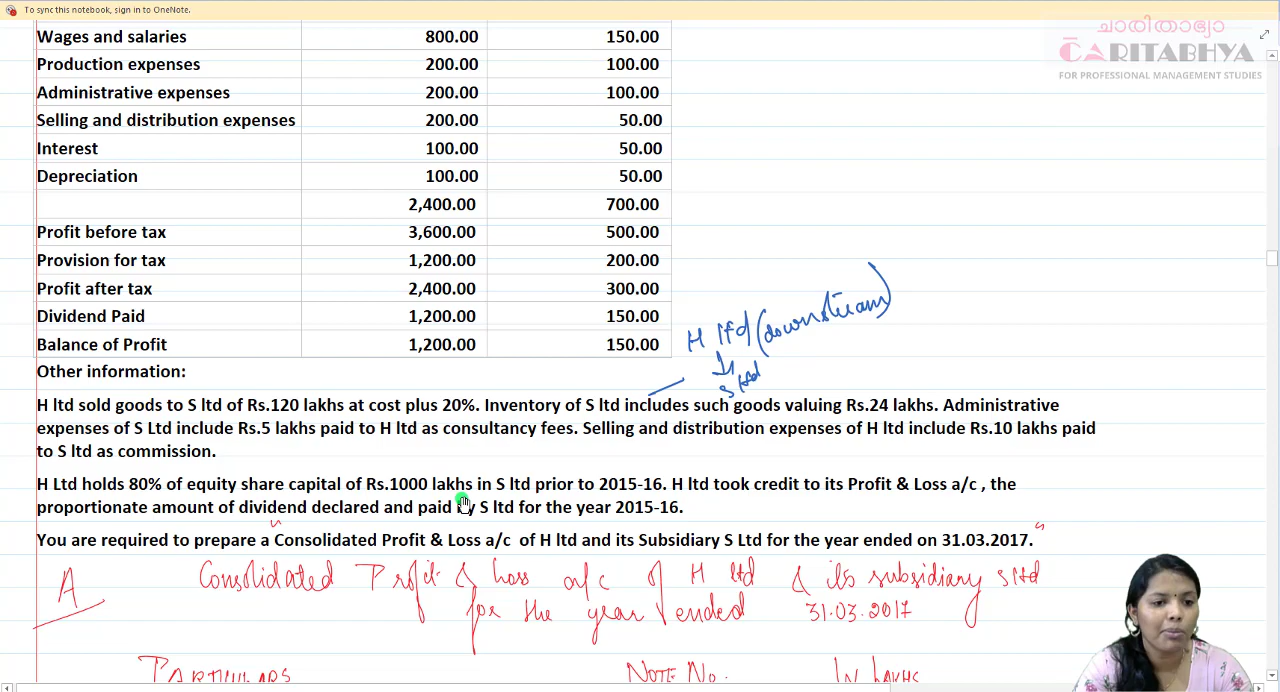 To sync this notebook, sign in to OneNote.
ചാരിതാഭ്യാ
CARITABHYA
FOR PROFESSIONAL MANAGEMENT STUDIES
Wages and salaries 800.00 150.00
Production expenses 200.00 100.00
Administrative expenses 200.00 100.00
Selling and distribution expenses 200.00 50.00
Interest 100.00 50.00
Depreciation 100.00 50.00
2,400.00 700.00
Profit before tax 3,600.00 500.00
Provision for tax 1,200.00 200.00
Profit after tax 2,400.00 300.00
Dividend Paid 1,200.00 150.00
Balance of Profit 1,200.00 150.00
H ltd (downstream)
S ltd
Other information:
H ltd sold goods to S ltd of Rs.120 lakhs at cost plus 20%. Inventory of S ltd includes such goods valuing Rs.24 lakhs. Administrative
expenses of S Ltd include Rs.5 lakhs paid to H ltd as consultancy fees. Selling and distribution expenses of H ltd include Rs.10 lakhs paid
to S ltd as commission.
H Ltd holds 80% of equity share capital of Rs.1000 lakhs in S ltd prior to 2015-16. H ltd took credit to its Profit & Loss a/c , the
proportionate amount of dividend declared and paid by S ltd for the year 2015-16.
You are required to prepare a Consolidated Profit & Loss a/c of H ltd and its Subsidiary S Ltd for the year ended on 31.03.2017.
A Consolidated Profit & Loss a/c of H ltd & its subsidiary S ltd
for the year ended 31.03.2017
PARTICULARS NOTE No. IN LAKHS